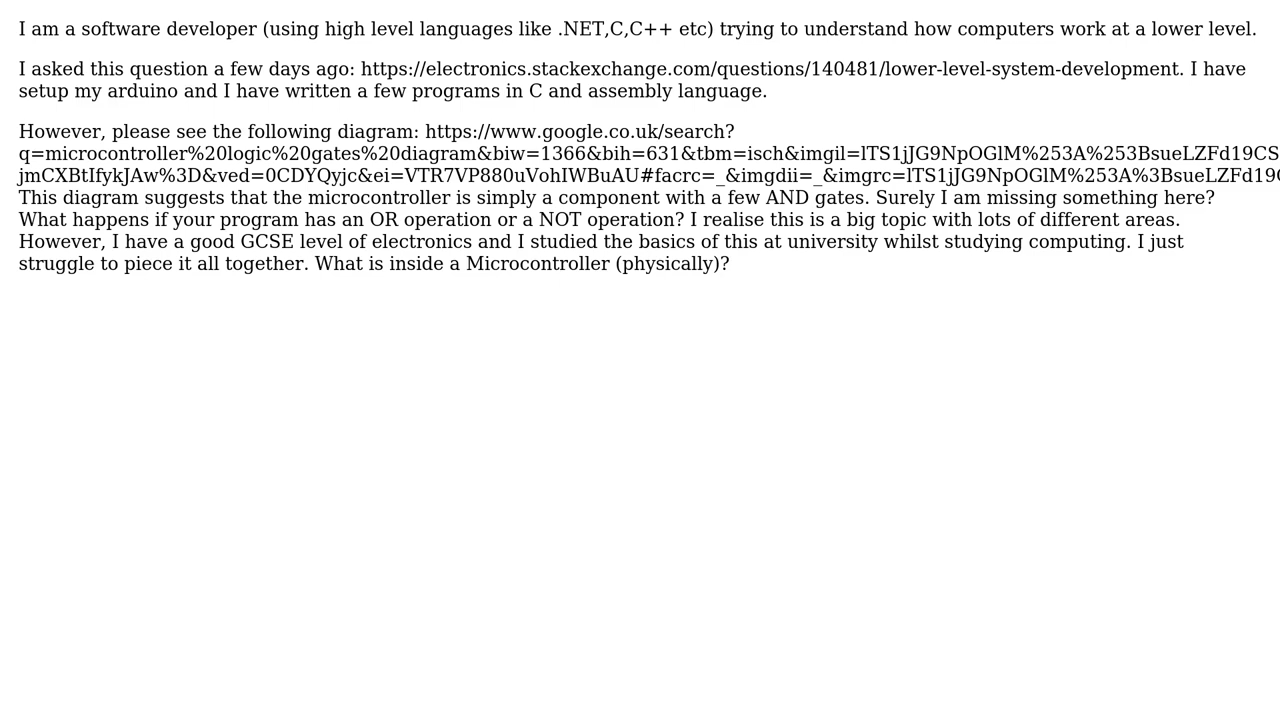 I am a software developer (using high level languages like .NET,C,C++ etc) trying to understand how computers work at a lower level.
I asked this question a few days ago: https://electronics.stackexchange.com/questions/140481/lower-level-system-development. I have
setup my arduino and I have written a few programs in C and assembly language.
However, please see the following diagram: https://www.google.co.uk/search?
q=microcontroller%20logic%20gates%20diagram&biw=1366&bih=631&tbm=isch&imgil=lTS1jJG9NpOGlM%253A%253BsueLZFd19CS
jmCXBtIfykJAw%3D&ved=0CDYQyjc&ei=VTR7VP880uVohIWBuAU#facrc=_&imgdii=_&imgrc=lTS1jJG9NpOGlM%253A%3BsueLZFd19
This diagram suggests that the microcontroller is simply a component with a few AND gates. Surely I am missing something here?
What happens if your program has an OR operation or a NOT operation? I realise this is a big topic with lots of different areas.
However, I have a good GCSE level of electronics and I studied the basics of this at university whilst studying computing. I just
struggle to piece it all together. What is inside a Microcontroller (physically)?